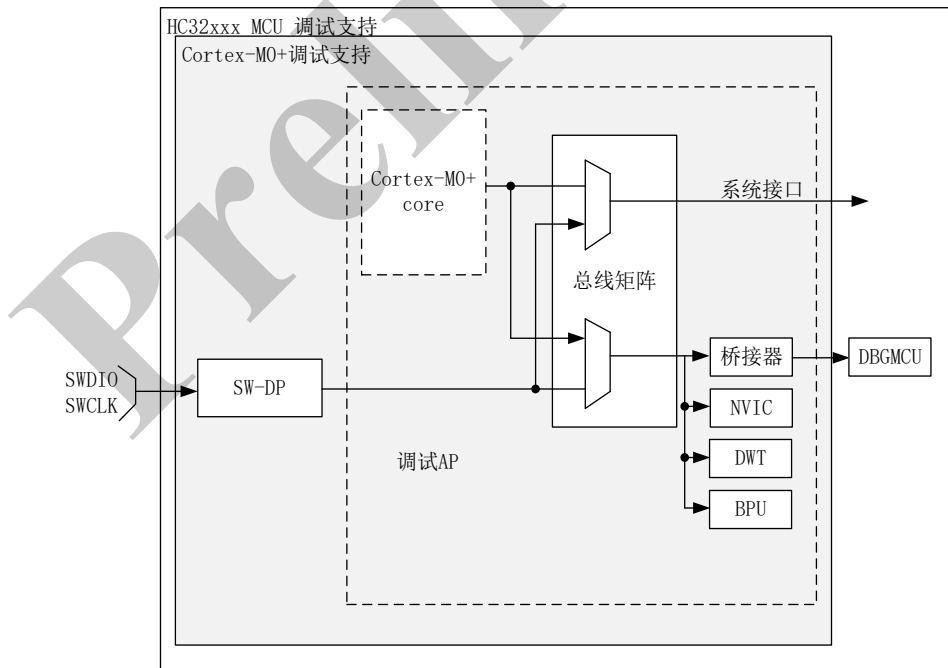 HC32xxx MCU 调试支持
Cortex-M0+调试支持
Cortex-M0+
core
系统接口
总线矩阵
桥接器
DBGMCU
SWDIO
SWCLK
SW-DP
NVIC
调试AP
DWT
BPU